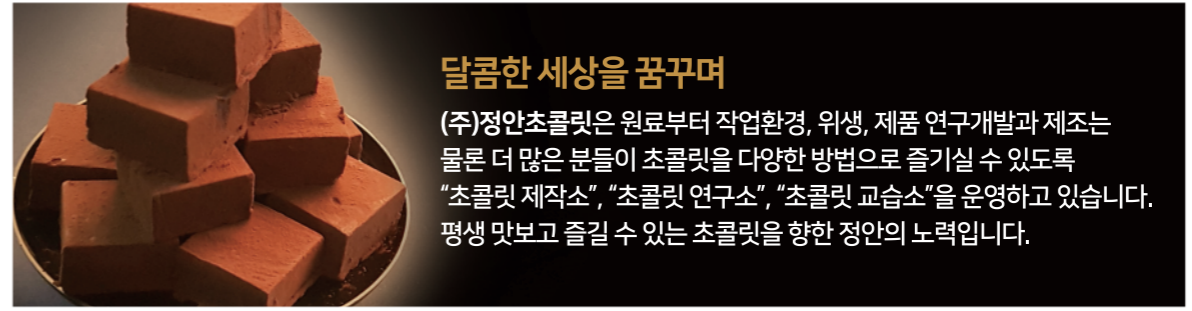 달콤한 세상을 꿈꾸며
(주)정안초콜릿은 원료부터 작업환경, 위생, 제품 연구개발과 제조는
물론 더 많은 분들이 초콜릿을 다양한 방법으로 즐기실 수 있도록
“초콜릿 제작소”, “초콜릿 연구소”, “초콜릿 교습소”을 운영하고 있습니다.
평생 맛보고 즐길 수 있는 초콜릿을 향한 정안의 노력입니다.